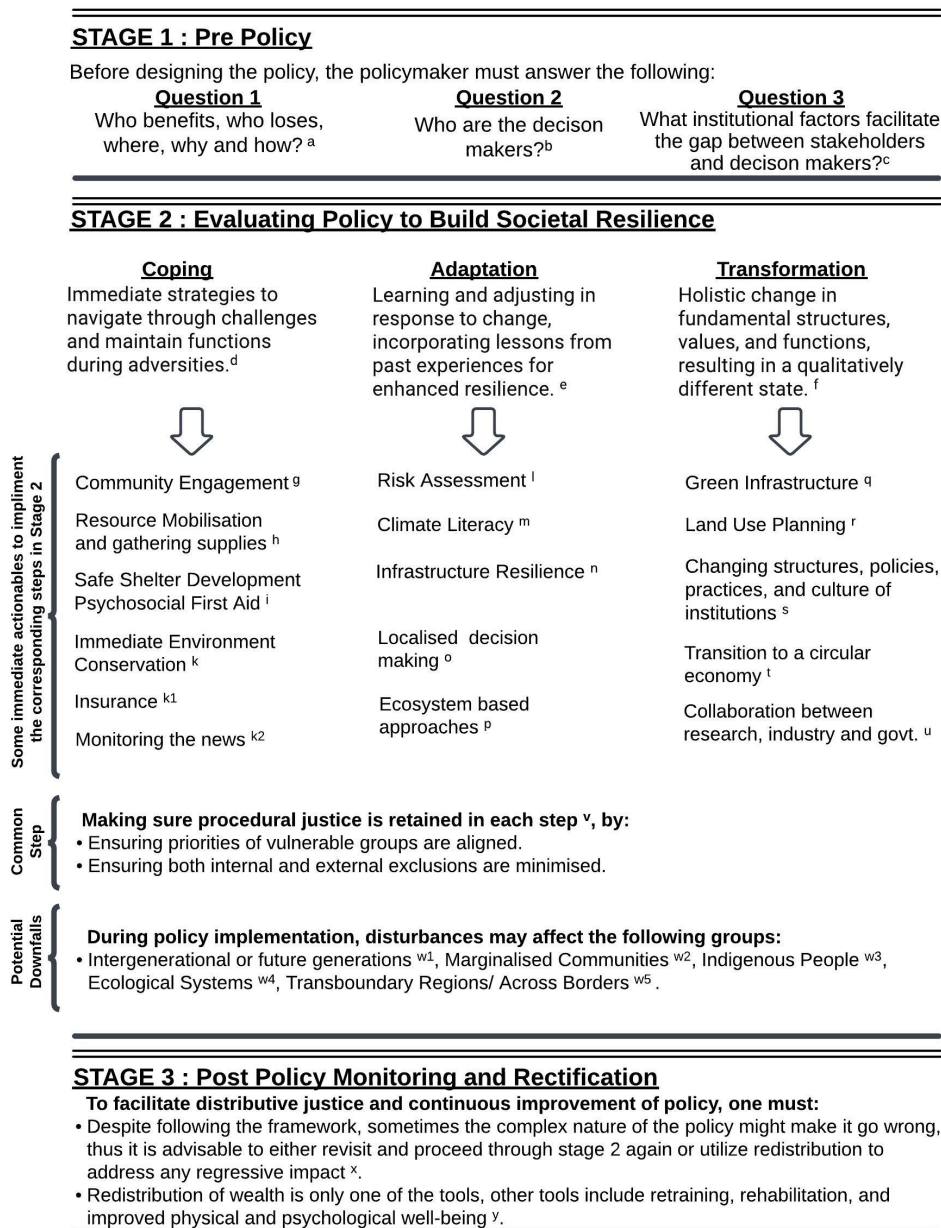 STAGE 1 : Pre Policy
Before designing the policy, the policymaker must answer the following:
Question 1
Who benefits, who loses,
where, why and how? a
Question 2
Who are the decison
makers?b
Question 3
What institutional factors facilitate
the gap between stakeholders
and decison makers?c
STAGE 2 : Evaluating Policy to Build Societal Resilience
Coping
Immediate strategies to
navigate through challenges
and maintain functions
during adversities.d
Adaptation
Learning and adjusting in
response to change,
incorporating lessons from
past experiences for
enhanced resilience. e
Transformation
Holistic change in
fundamental structures,
values, and functions,
resulting in a qualitatively
different state. f
Some immediate actionables to impliment
the corresponding steps in Stage 2
Community Engagement g
Resource Mobilisation
and gathering supplies h
Safe Shelter Development
Psychosocial First Aid i
Immediate Environment
Conservation k
Insurance k1
Monitoring the news k2
Risk Assessment l
Climate Literacy m
Infrastructure Resilience n
Localised decision
making o
Ecosystem based
approaches p
Green Infrastructure q
Land Use Planning r
Changing structures, policies,
practices, and culture of
institutions s
Transition to a circular
economy t
Collaboration between
research, industry and govt. u
Common
Step
Making sure procedural justice is retained in each step v, by:
• Ensuring priorities of vulnerable groups are aligned.
• Ensuring both internal and external exclusions are minimised.
Potential
Downfalls
During policy implementation, disturbances may affect the following groups:
• Intergenerational or future generations w1, Marginalised Communities w2, Indigenous People w3,
Ecological Systems w4, Transboundary Regions/ Across Borders w5 .
STAGE 3 : Post Policy Monitoring and Rectification
To facilitate distributive justice and continuous improvement of policy, one must:
• Despite following the framework, sometimes the complex nature of the policy might make it go wrong,
thus it is advisable to either revisit and proceed through stage 2 again or utilize redistribution to
address any regressive impact x.
• Redistribution of wealth is only one of the tools, other tools include retraining, rehabilitation, and
improved physical and psychological well-being y.